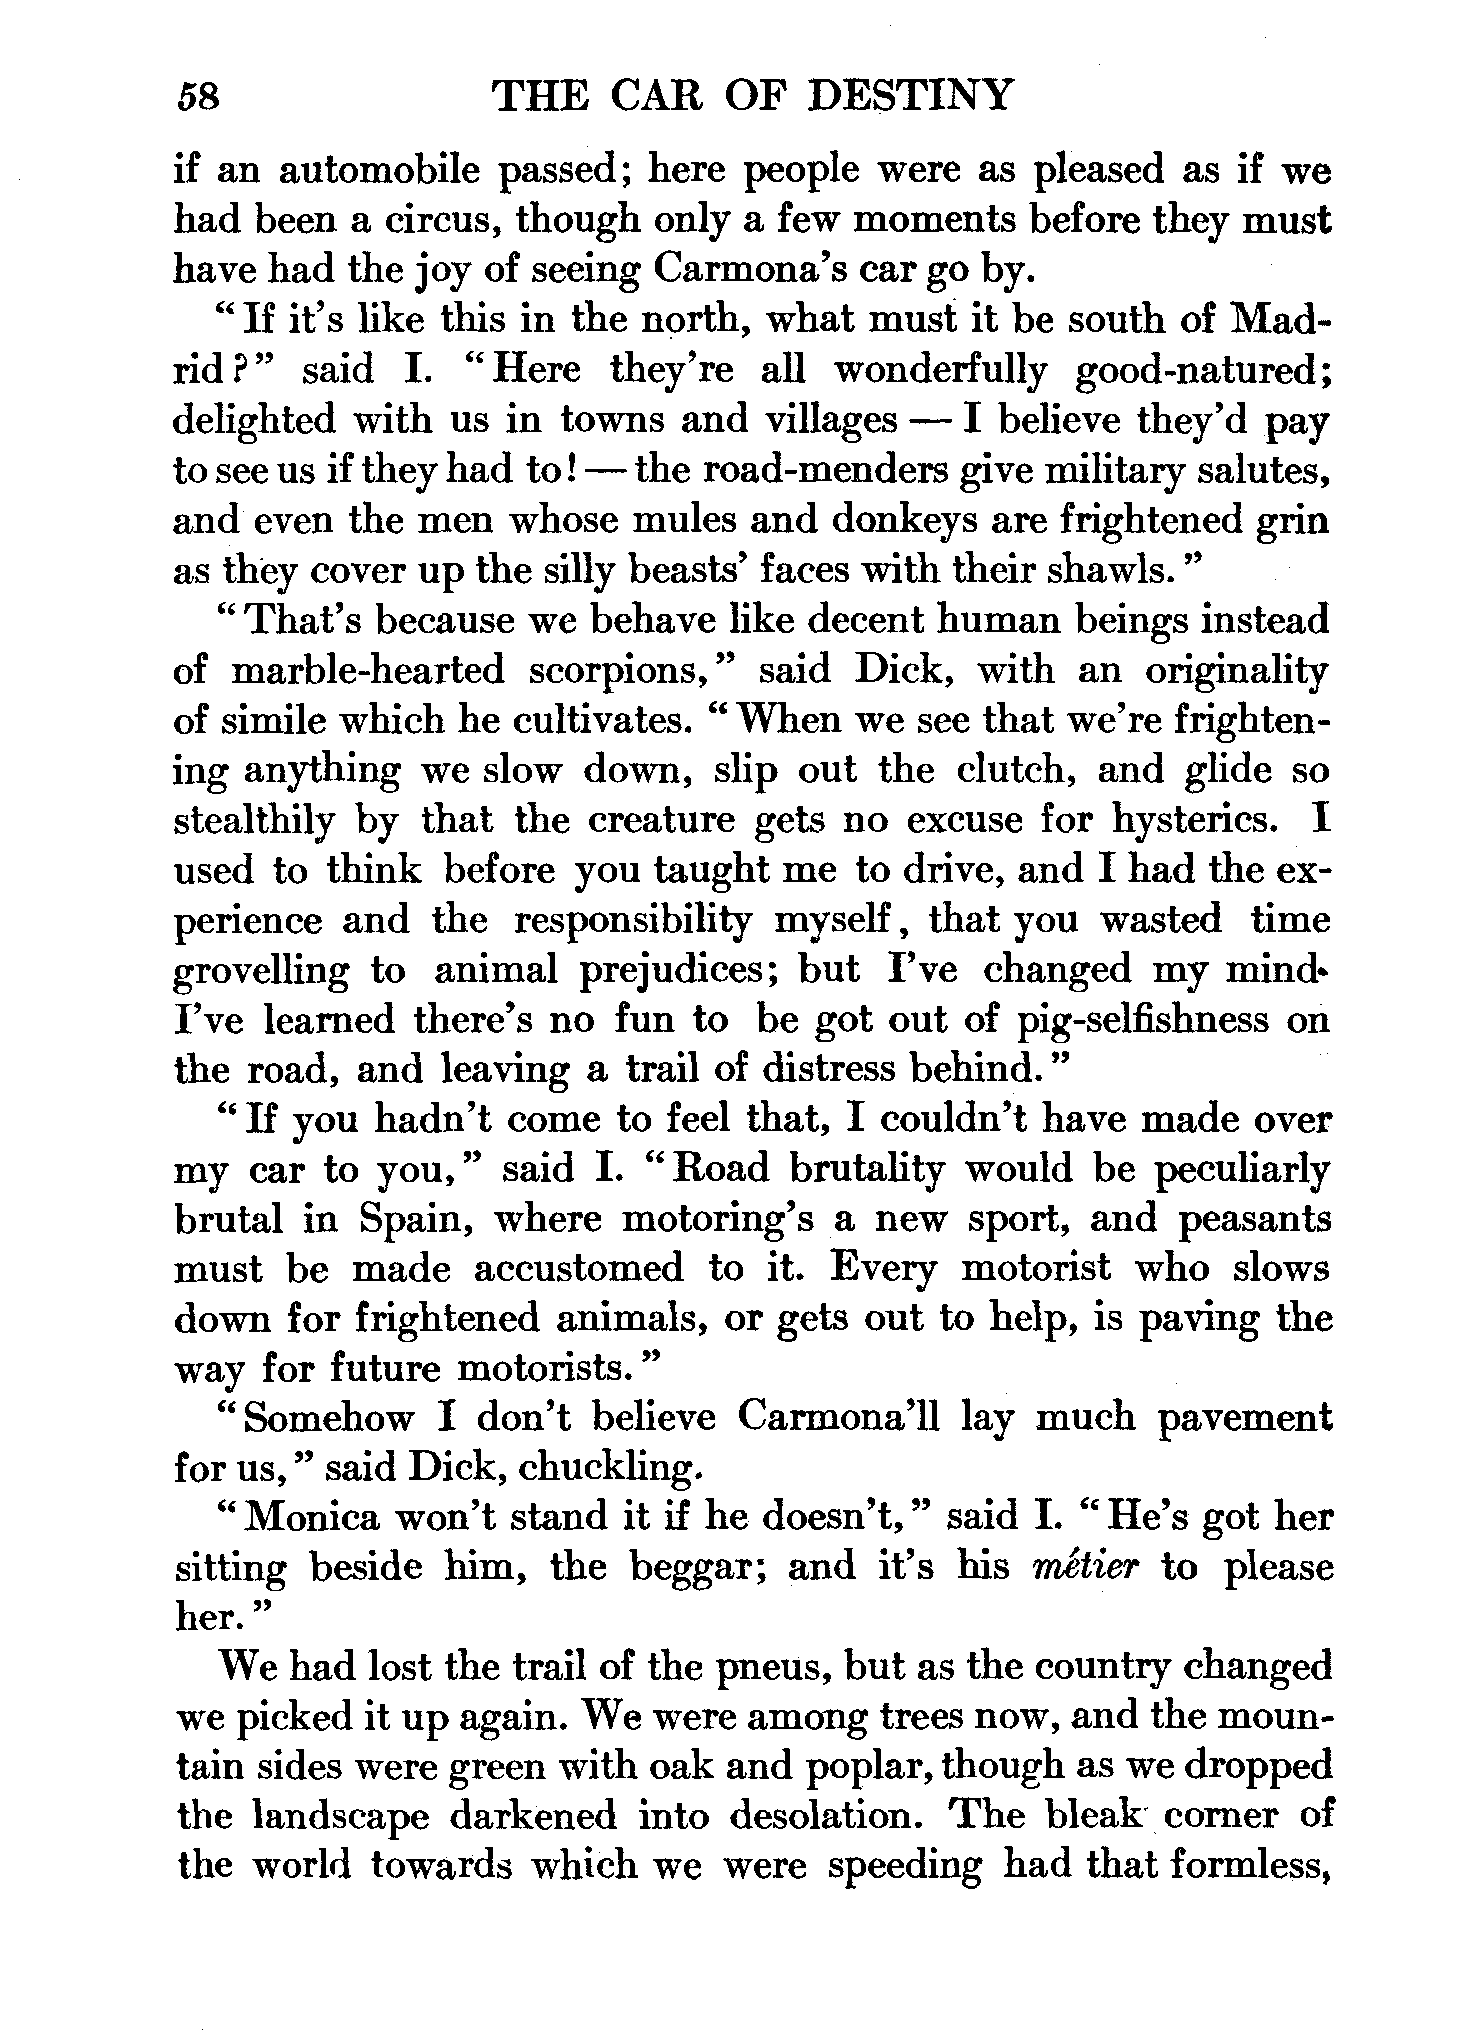 58 THE CAR OF DESTINY
if an automobile passed; here people were as pleased as if we
had been a circus, though only a few moments before they must
have had the joy of seeing Carmona's car go by.
"If it's like this in the north, what must it be south of Mad-
rid?" said I. "Here they're all wonderfully good-natured;
delighted with us in towns and villages — I believe they'd pay
to see us if they had to! — the road-menders give military salutes,
and even the men whose mules and donkeys are frightened grin
as they cover up the silly beasts' faces with their shawls."
"That's because we behave like decent human beings instead
of marble-hearted scorpions," said Dick, with an originality
of simile which he cultivates. "When we see that we're frighten-
ing anything we slow down, slip out the clutch, and glide so
stealthily by that the creature gets no excuse for hysterics. I
used to think before you taught me to drive, and I had the ex-
perience and the responsibility myself, that you wasted time
grovelling to animal prejudices; but I've changed my mind.
I've learned there's no fun to be got out of pig-selfishness on
the road, and leaving a trail of distress behind."
"If you hadn't come to feel that, I couldn't have made over
my car to you," said I. "Road brutality would be peculiarly
brutal in Spain, where motoring's a new sport, and peasants
must be made accustomed to it. Every motorist who slows
down for frightened animals, or gets out to help, is paving the
way for future motorists."
"Somehow I don't believe Carmona'll lay much pavement
for us," said Dick, chuckling.
"Monica won't stand it if he doesn't," said I. "He's got her
sitting beside him, the beggar; and it's his métier to please
her."
We had lost the trail of the pneus, but as the country changed
we picked it up again. We were among trees now, and the moun-
tain sides were green with oak and poplar, though as we dropped
the landscape darkened into desolation. The bleak corner of
the world towards which we were speeding had that formless,